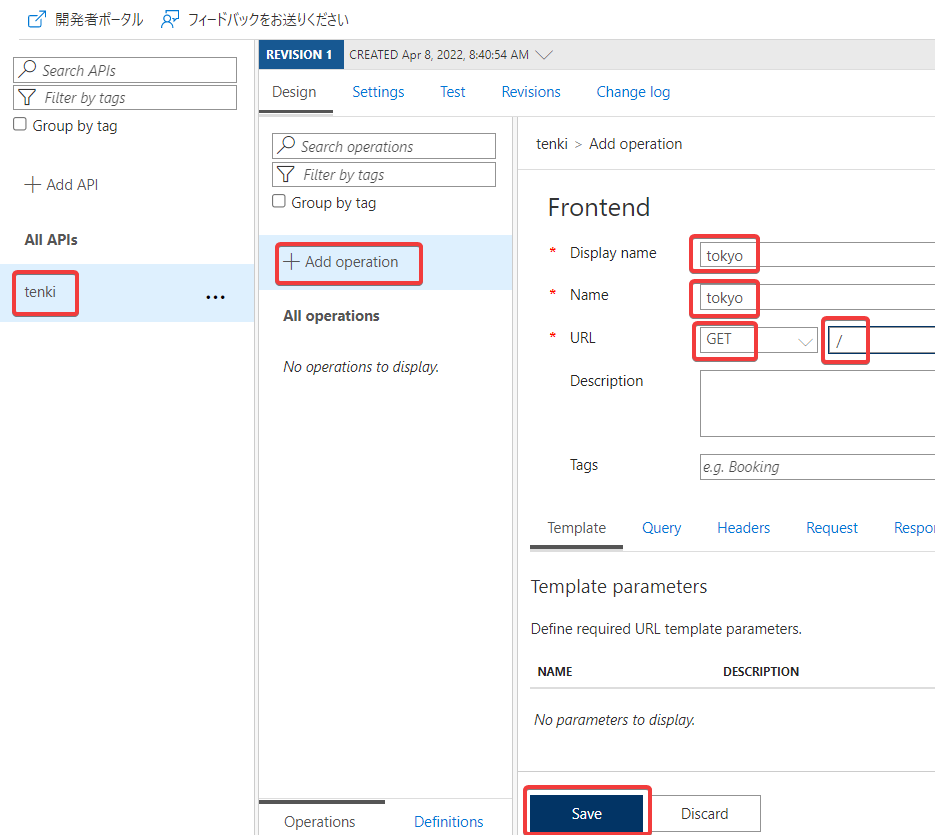 開発者ポータル フィードバックをお送りください
Search APIs
Filter by tags
Group by tag
Add API
All APIs
tenki
REVISION 1 CREATED Apr 8, 2022, 8:40:54 AM
Design Settings Test Revisions Change log
Search operations
Filter by tags
Group by tag
Add operation
All operations
No operations to display.
Operations Definitions
tenki > Add operation
Frontend
* Display name tokyo
* Name tokyo
* URL GET /
Description
Tags e.g. Booking
Template Query Headers Request Respo
Template parameters
Define required URL template parameters.
NAME DESCRIPTION
No parameters to display.
Save Discard